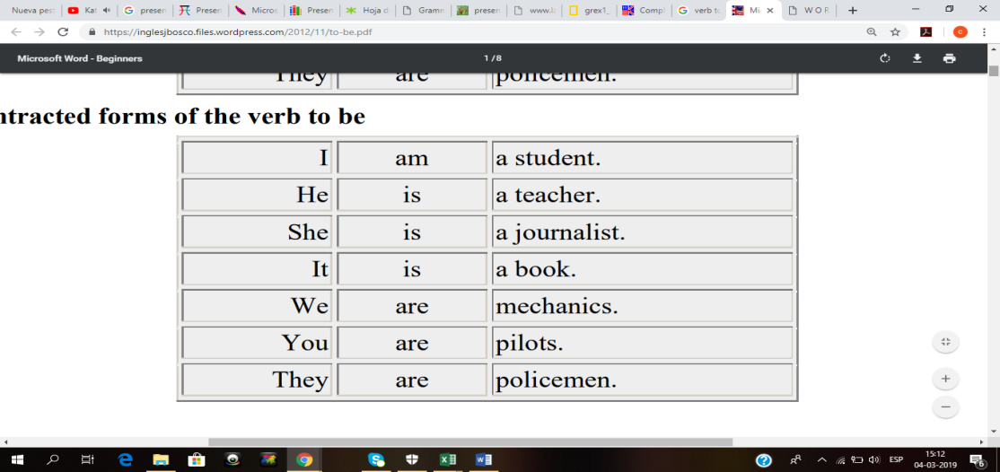 Nueva pes Kat G presen Presen Micros Presen Hoja d Gramm presen www.l grex1_ Compl G verb to Mi W O R
https://inglesjbosco.files.wordpress.com/2012/11/to-be.pdf
Microsoft Word - Beginners 1 / 8
They are policemen.
ntracted forms of the verb to be
I am a student.
He is a teacher.
She is a journalist.
It is a book.
We are mechanics.
You are pilots.
They are policemen.
ESP 15:12
04-03-2019 6